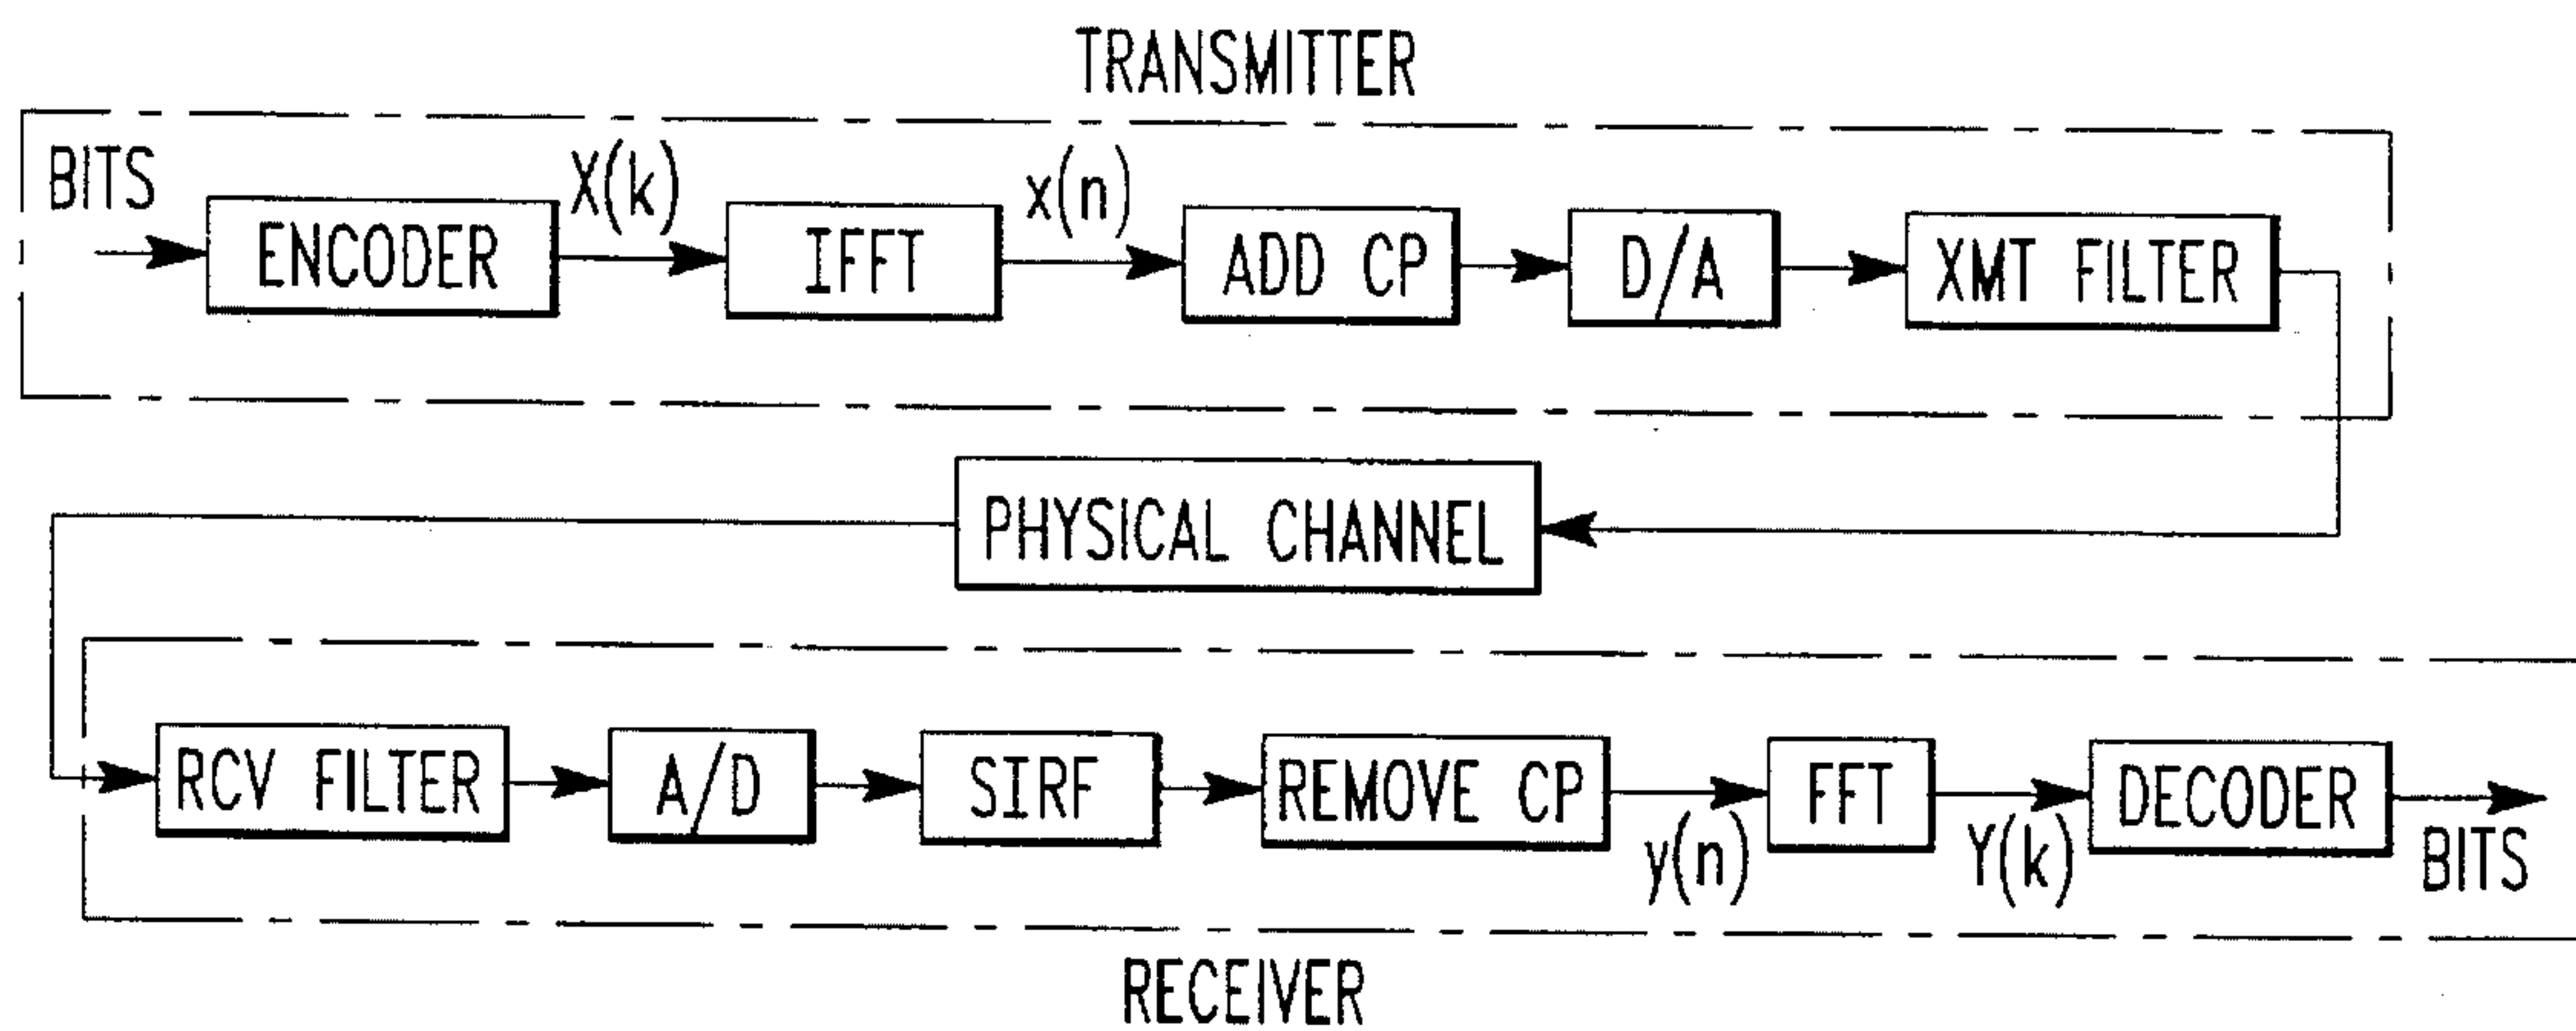 TRANSMITTER
BITS
X(k)
x(n)
ENCODER
IFFT
ADD CP
D/A
XMT FILTER
PHYSICAL CHANNEL
RCV FILTER
A/D
SIRF
REMOVE CP
y(n)
FFT
Y(k)
DECODER
BITS
RECEIVER